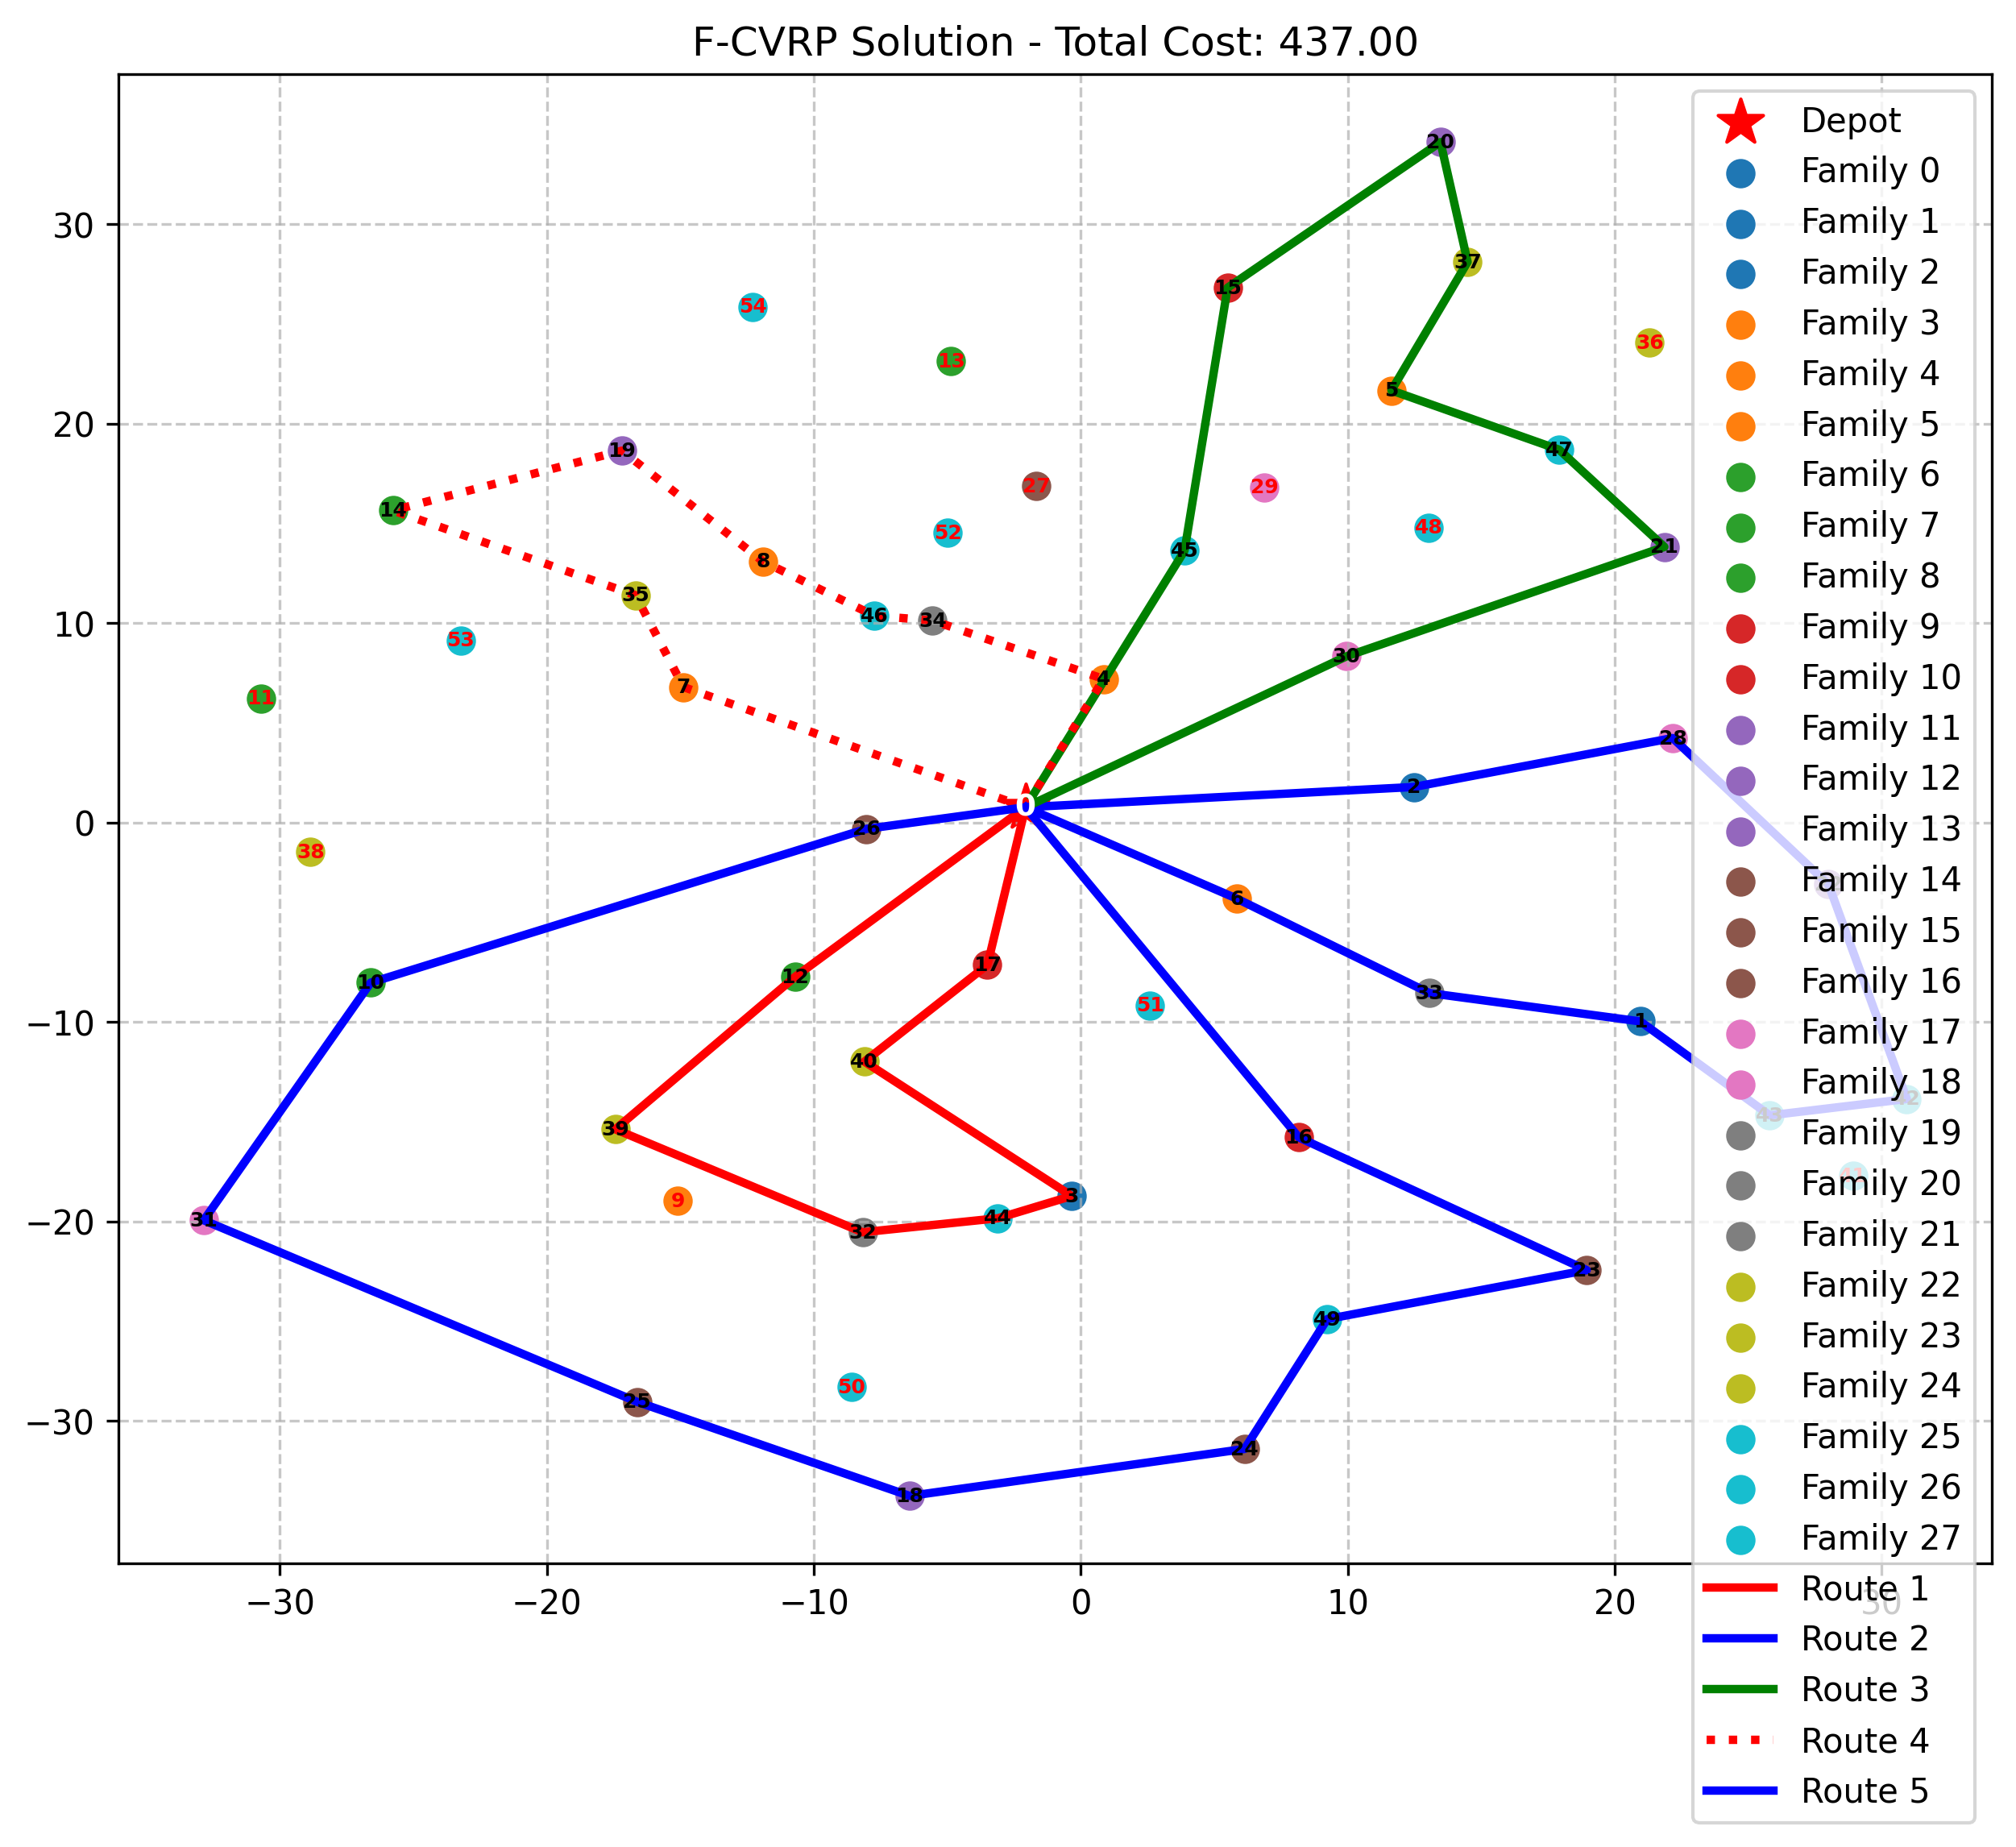 F-CVRP Solution - Total Cost: 437.00
20
30
37
15
54
36
13
5
20
19
47
27
29
14
52
48
21
45
8
35
46
34
10
53
30
11
7
4
28
2
0
26
0
38
6
17
12
10
33
51
1
−10
40
43
42
39
16
41
9
3
31
44
−20
32
23
49
50
25
−30
24
18
−30
−20
−10
0
10
20
30
Depot
Family 0
Family 1
Family 2
Family 3
Family 4
Family 5
Family 6
Family 7
Family 8
Family 9
Family 10
Family 11
Family 12
Family 13
Family 14
Family 15
Family 16
Family 17
Family 18
Family 19
Family 20
Family 21
Family 22
Family 23
Family 24
Family 25
Family 26
Family 27
Route 1
Route 2
Route 3
Route 4
Route 5